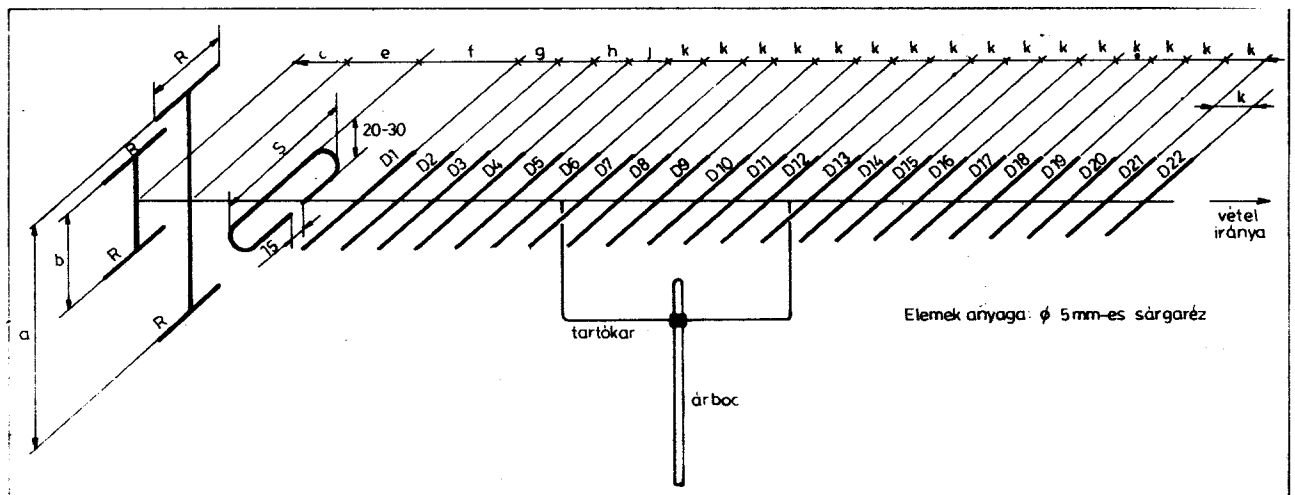 R
c e f g h j k k k k k k k k k k k k k k
k
20-30
S
R
D1 D2 D3 D4 D5 D6 D7 D8 D9 D10 D11 D12 D13 D14 D15 D16 D17 D18 D19 D20 D21 D22
vétel
iránya
b
R
15
a
R
Elemek anyaga: ϕ 5mm-es sárgaréz
tartókar
árboc